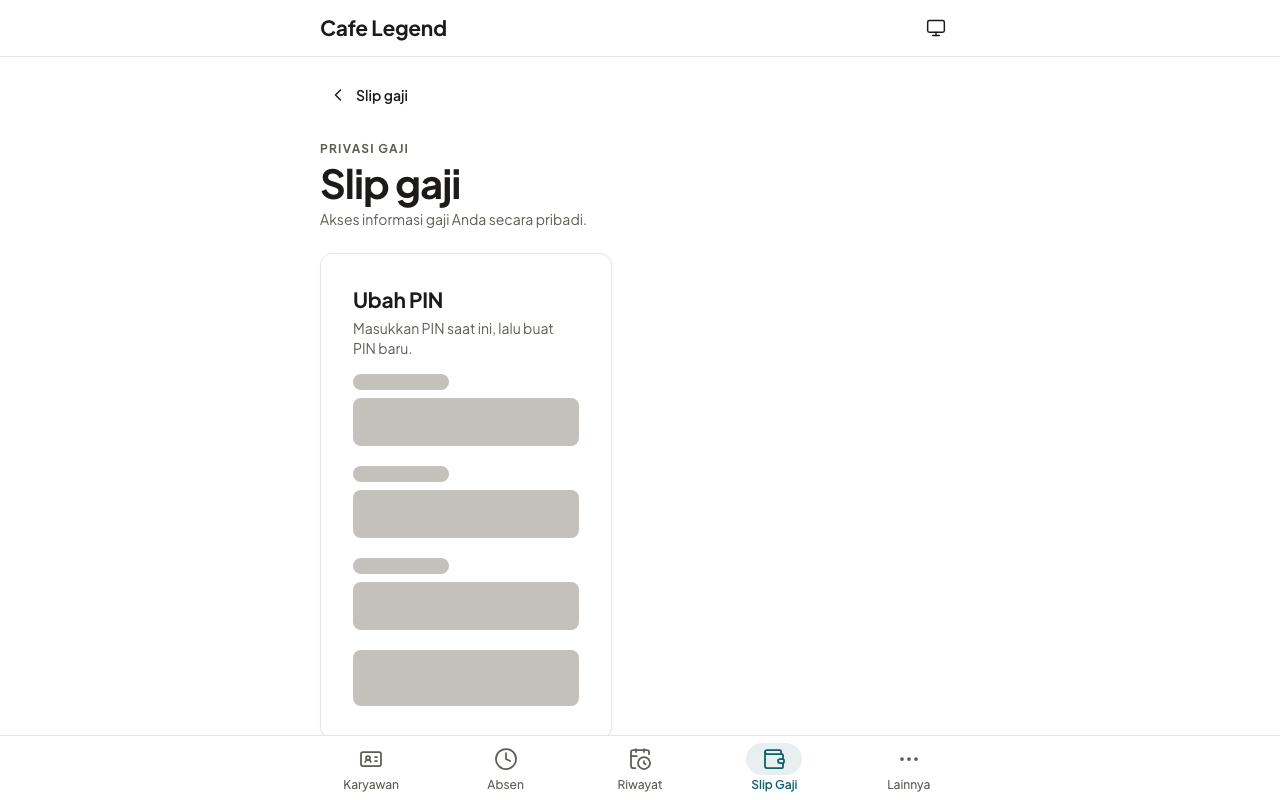 Cafe Legend
Slip gaji
PRIVASI GAJI
Slip gaji
Akses informasi gaji Anda secara pribadi.
Ubah PIN
Masukkan PIN saat ini, lalu buat
PIN baru.
Karyawan
Absen
Riwayat
Slip Gaji
Lainnya